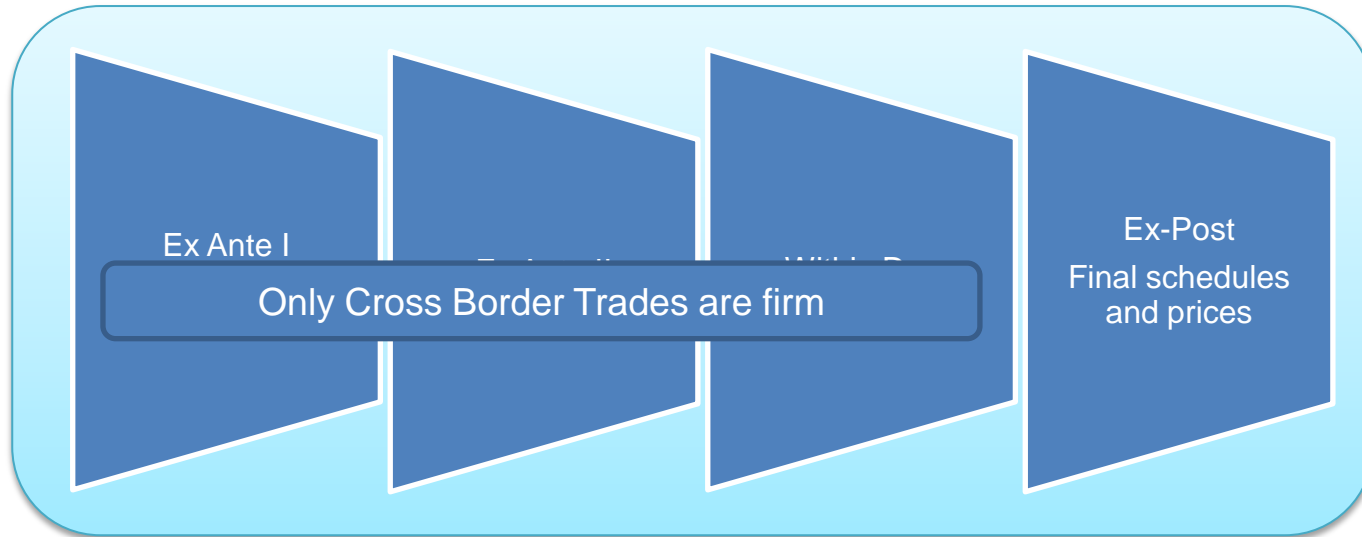 Ex Ante I
Only Cross Border Trades are firm
Ex-Post
Final schedules
and prices